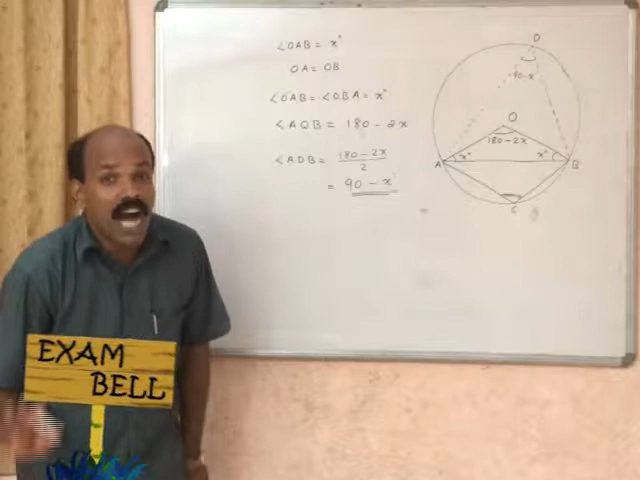 ∠OAB = x°
OA = OB
∠OAB = ∠OBA = x°
∠AOB = 180 - 2x
∠ADB = 180 - 2x / 2
= 90 - x°
D
90-x
O
180-2x
A x° x° B
C
EXAM
BELL